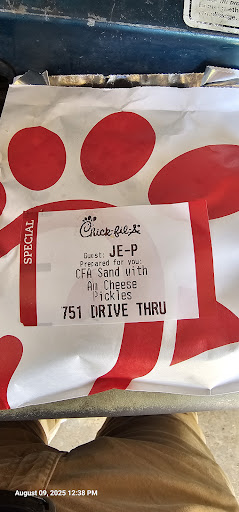 SPECIAL
Chick-fil-A
Guest: JE-P
Prepared for you:
CFA Sand with
Am Cheese
Pickles
751 DRIVE THRU
August 09, 2025 12:38 PM